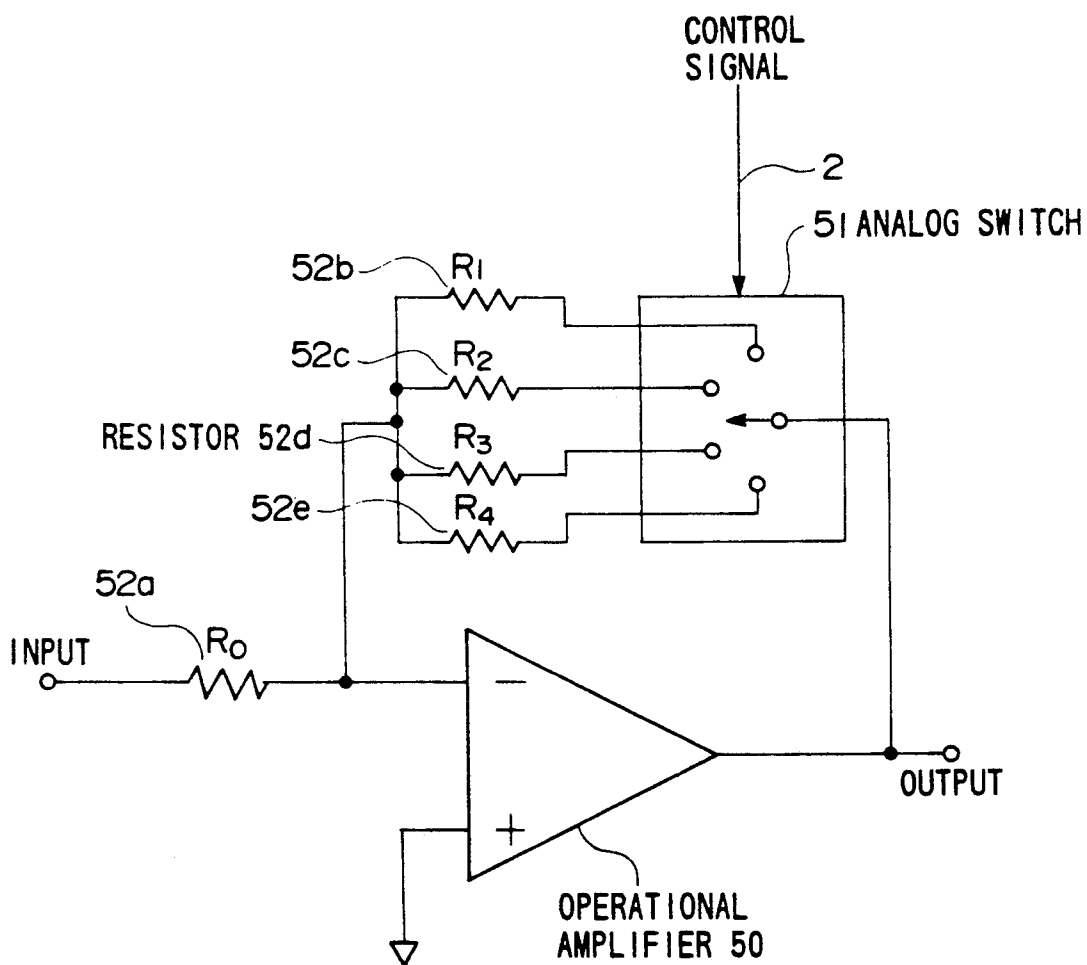 CONTROL
SIGNAL
2
51 ANALOG SWITCH
52b
R1
52c
R2
RESISTOR 52d
R3
52e
R4
52a
R0
INPUT
−
+
OUTPUT
OPERATIONAL
AMPLIFIER 50